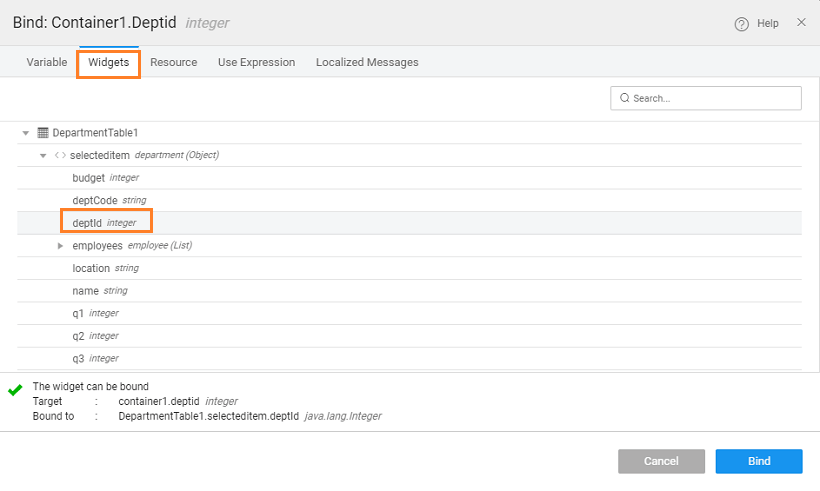 Bind: Container1.Deptid integer
Help
Variable Widgets Resource Use Expression Localized Messages
Search...
DepartmentTable1
selecteditem department (Object)
budget integer
deptCode string
deptId integer
employees employee (List)
location string
name string
q1 integer
q2 integer
q3 integer
The widget can be bound
Target : container1.deptid integer
Bound to : DepartmentTable1.selecteditem.deptId java.lang.Integer
Cancel Bind